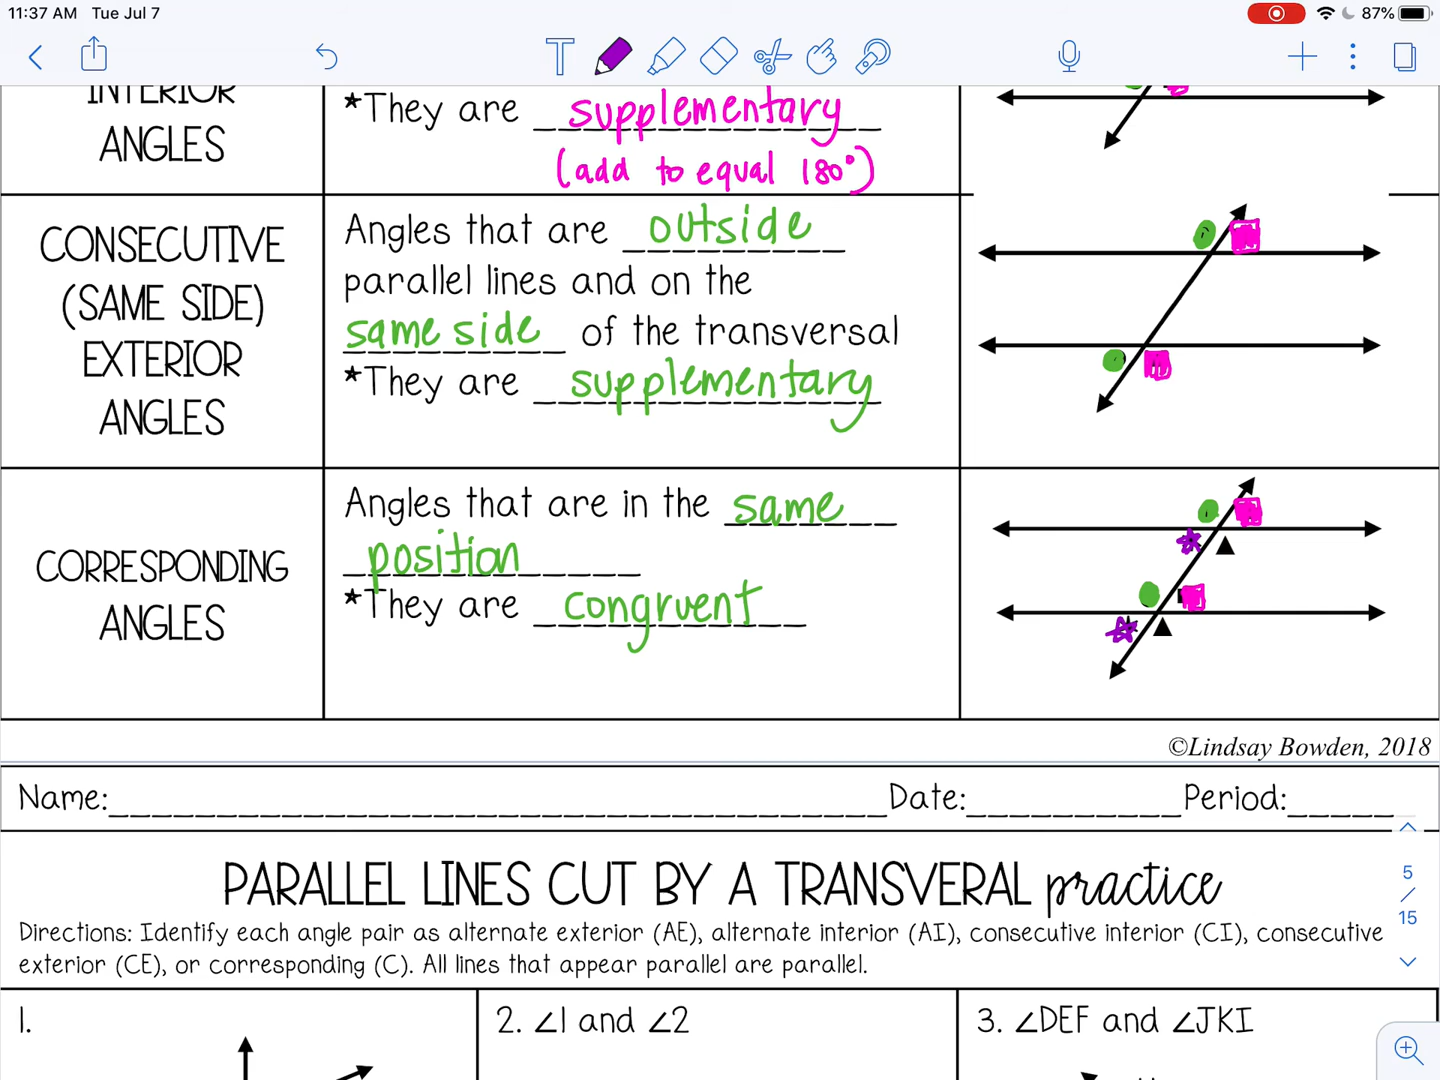 11:37 AM Tue Jul 7
87%
T
INTERIOR
ANGLES
*They are supplementary
(add to equal 180°)
CONSECUTIVE
(SAME SIDE)
EXTERIOR
ANGLES
Angles that are outside
parallel lines and on the
same side of the transversal
*They are supplementary
CORRESPONDING
ANGLES
Angles that are in the same
position
*They are congruent
©Lindsay Bowden, 2018
Name: Date: Period:
PARALLEL LINES CUT BY A TRANSVERAL practice
Directions: Identify each angle pair as alternate exterior (AE), alternate interior (AI), consecutive interior (CI), consecutive
exterior (CE), or corresponding (C). All lines that appear parallel are parallel.
5
/
15
1.
2. ∠1 and ∠2
3. ∠DEF and ∠JKI